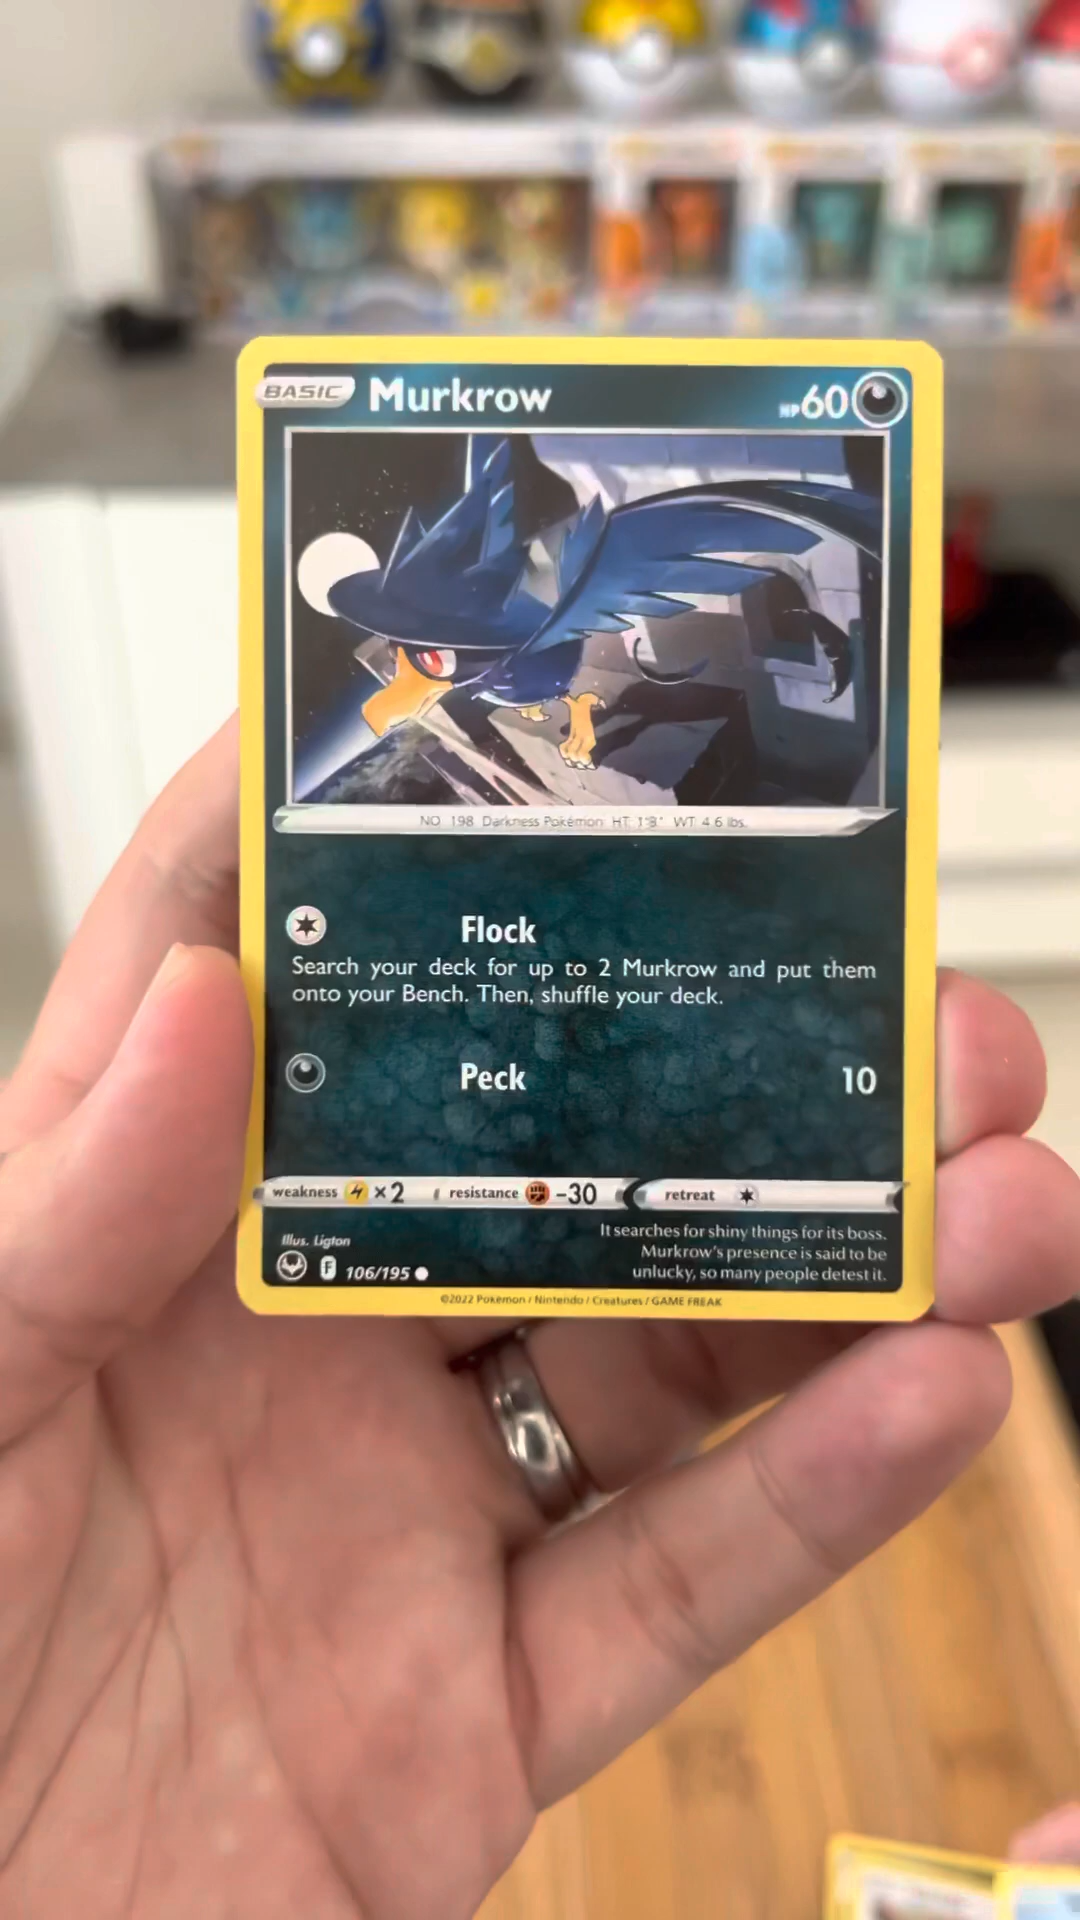 BASIC Murkrow HP60
NO. 198 Darkness Pokémon HT: 1'8" WT: 4.6 lbs.
Flock
Search your deck for up to 2 Murkrow and put them
onto your Bench. Then, shuffle your deck.
Peck 10
weakness ×2 resistance -30 retreat
It searches for shiny things for its boss.
Murkrow's presence is said to be
unlucky, so many people detest it.
Illus. Ligton
F 106/195
©2022 Pokémon / Nintendo / Creatures / GAME FREAK